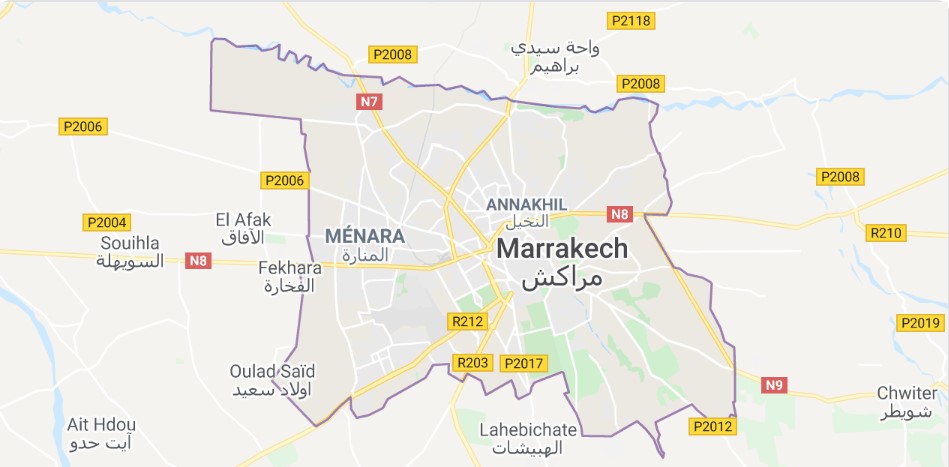 P2118
واحة سيدي
براهيم
P2008
P2008
N7
P2006
P2006
P2008
ANNAKHIL
النخيل
N8
P2004
El Afak
الآفاق
MÉNARA
المنارة
R210
Souihla
السويهلة
N8
Marrakech
مراكش
Fekhara
الفخارة
R212
P2019
R203
P2017
Oulad Saïd
اولاد سعيد
N9
Chwiter
شويطر
Ait Hdou
آيت حدو
Lahebichate
الهبيشات
P2012